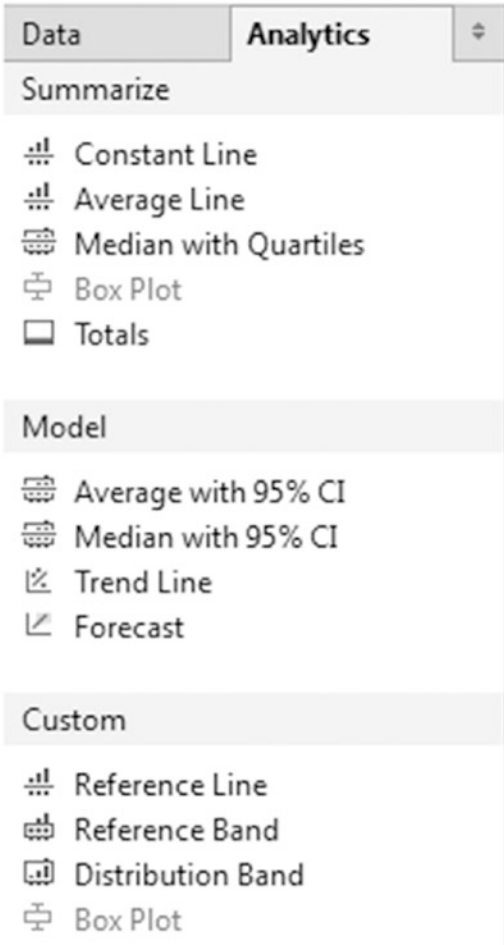 Data Analytics
Summarize
Constant Line
Average Line
Median with Quartiles
Box Plot
Totals
Model
Average with 95% CI
Median with 95% CI
Trend Line
Forecast
Custom
Reference Line
Reference Band
Distribution Band
Box Plot